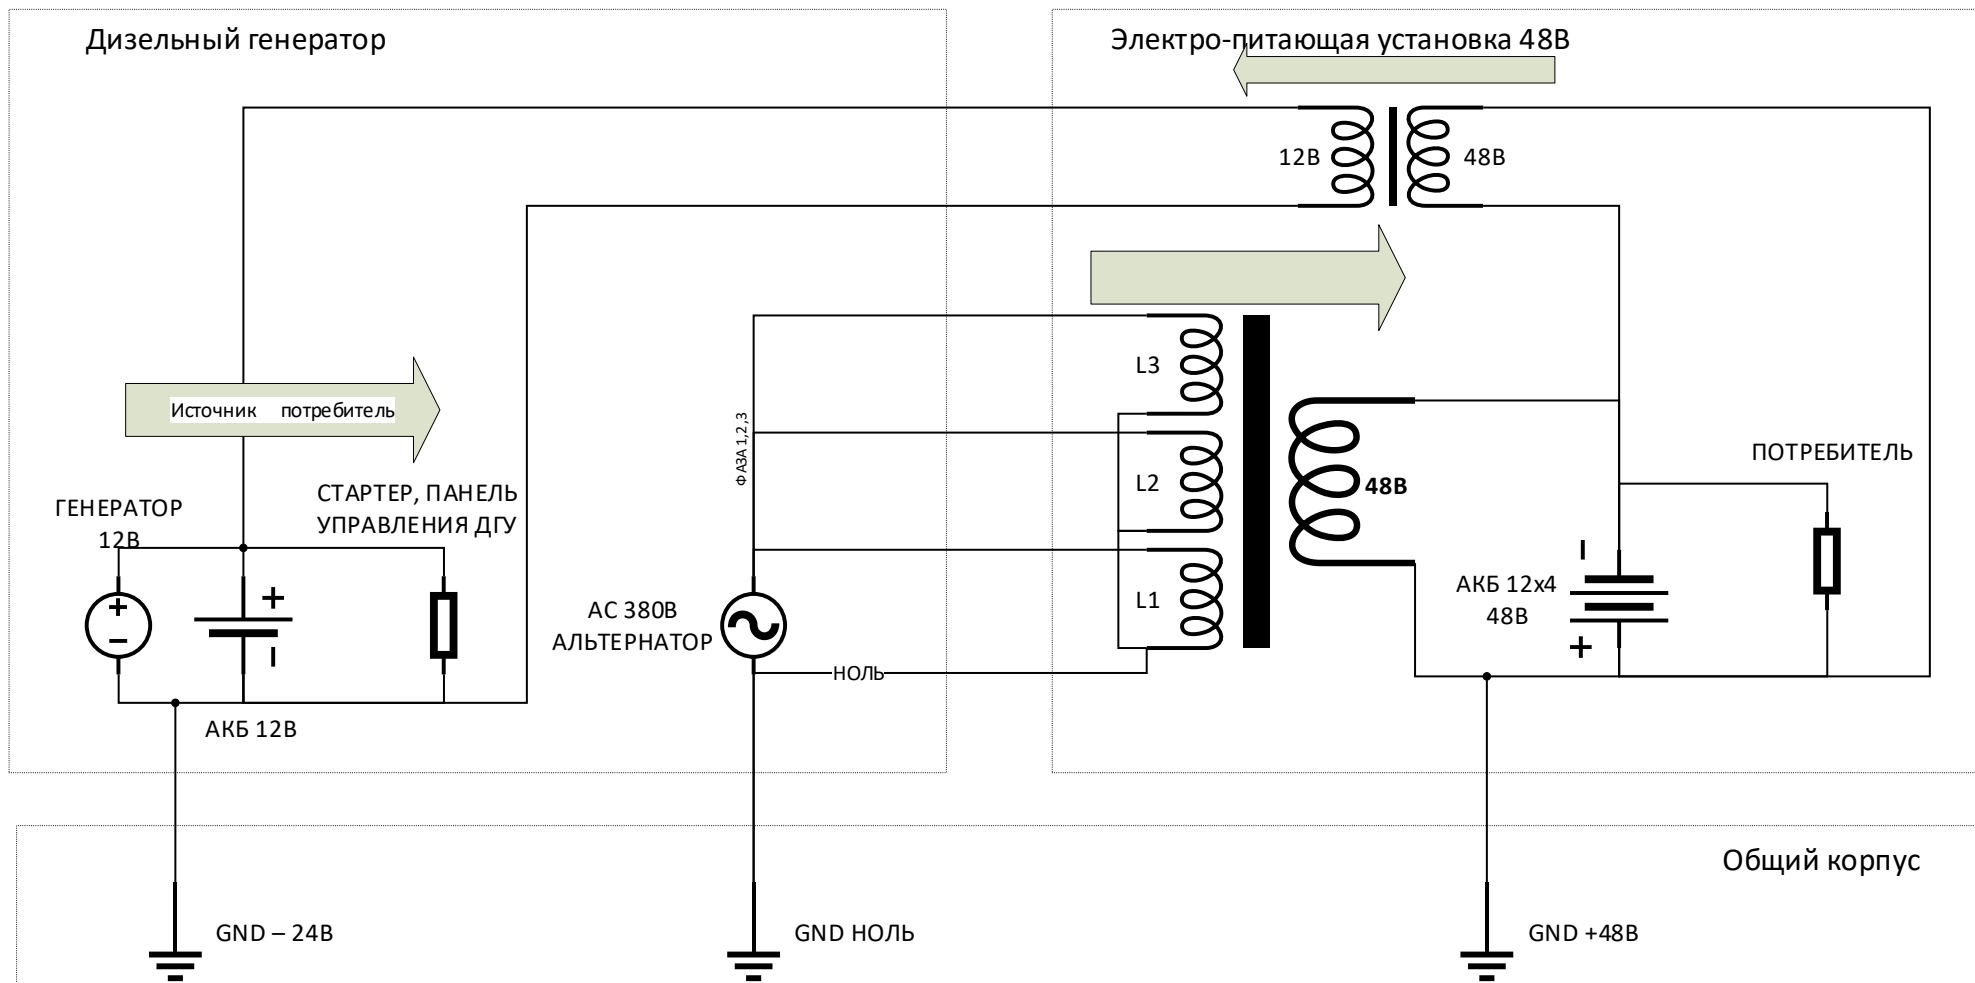 Дизельный генератор
Электро-питающая установка 48В
12В
48В
L3
Источник потребитель
ФАЗА 1,2,3
ПОТРЕБИТЕЛЬ
L2
48В
СТАРТЕР, ПАНЕЛЬ
УПРАВЛЕНИЯ ДГУ
ГЕНЕРАТОР
12В
АКБ 12х4
48В
L1
АС 380В
АЛЬТЕРНАТОР
НОЛЬ
АКБ 12В
Общий корпус
GND – 24В
GND НОЛЬ
GND +48В